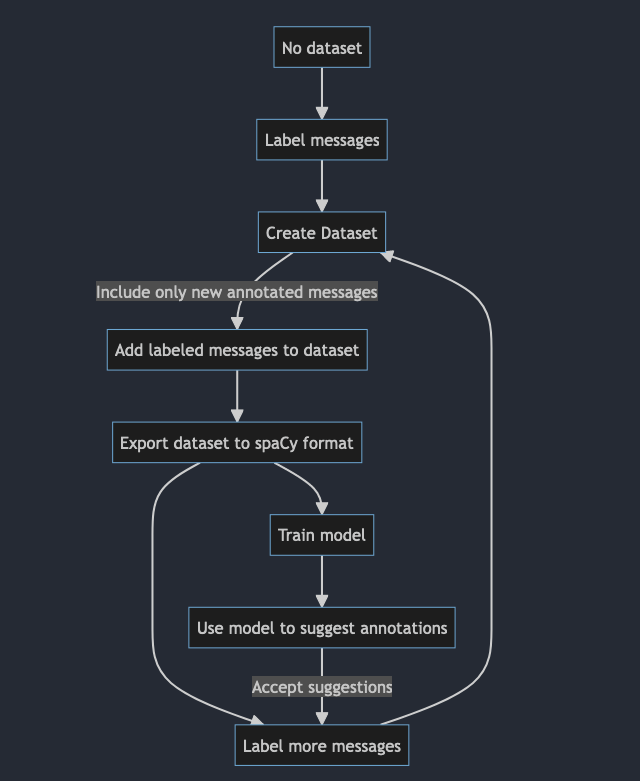 No dataset
Label messages
Create Dataset
Include only new annotated messages
Add labeled messages to dataset
Export dataset to spaCy format
Train model
Use model to suggest annotations
Accept suggestions
Label more messages